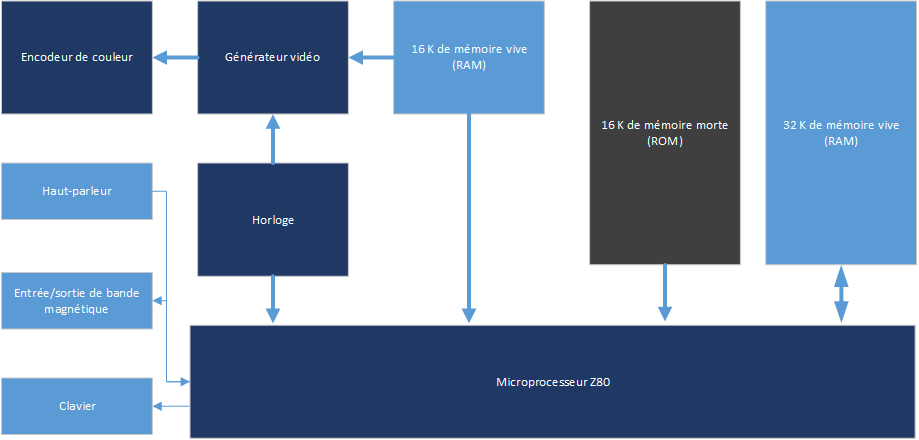 Encodeur de couleur
Générateur vidéo
16 K de mémoire vive
(RAM)
16 K de mémoire morte
(ROM)
32 K de mémoire vive
(RAM)
Haut-parleur
Horloge
Entrée/sortie de bande
magnétique
Clavier
Microprocesseur Z80